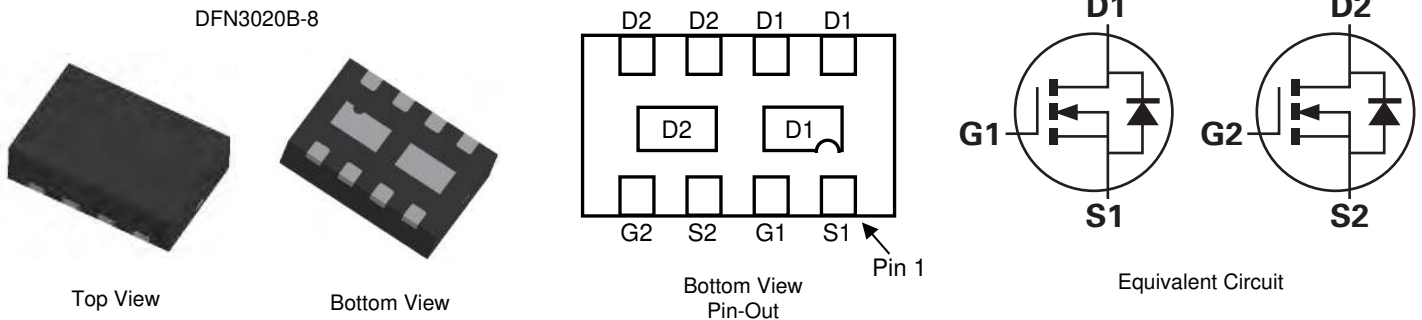 DFN3020B-8
Top View
Bottom View
D2 D2 D1 D1
D2 D1
G2 S2 G1 S1
Pin 1
Bottom View
Pin-Out
D1 D2
G1 G2
S1 S2
Equivalent Circuit